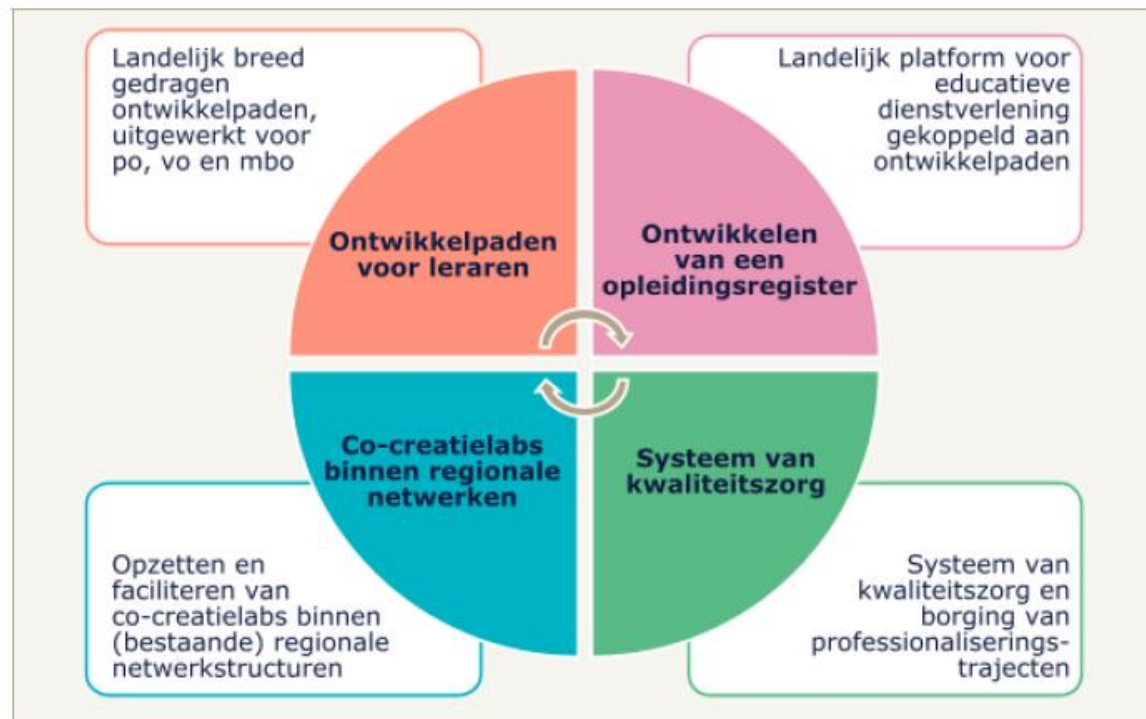 Landelijk breed
gedragen
ontwikkelpaden,
uitgewerkt voor
po, vo en mbo
Landelijk platform voor
educatieve
dienstverlening
gekoppeld aan
ontwikkelpaden
Ontwikkelpaden
voor leraren
Ontwikkelen
van een
opleidingsregister
Co-creatielabs
binnen regionale
netwerken
Systeem van
kwaliteitszorg
Opzetten en
faciliteren van
co-creatielabs binnen
(bestaande) regionale
netwerkstructuren
Systeem van
kwaliteitszorg en
borging van
professionaliserings-
trajecten